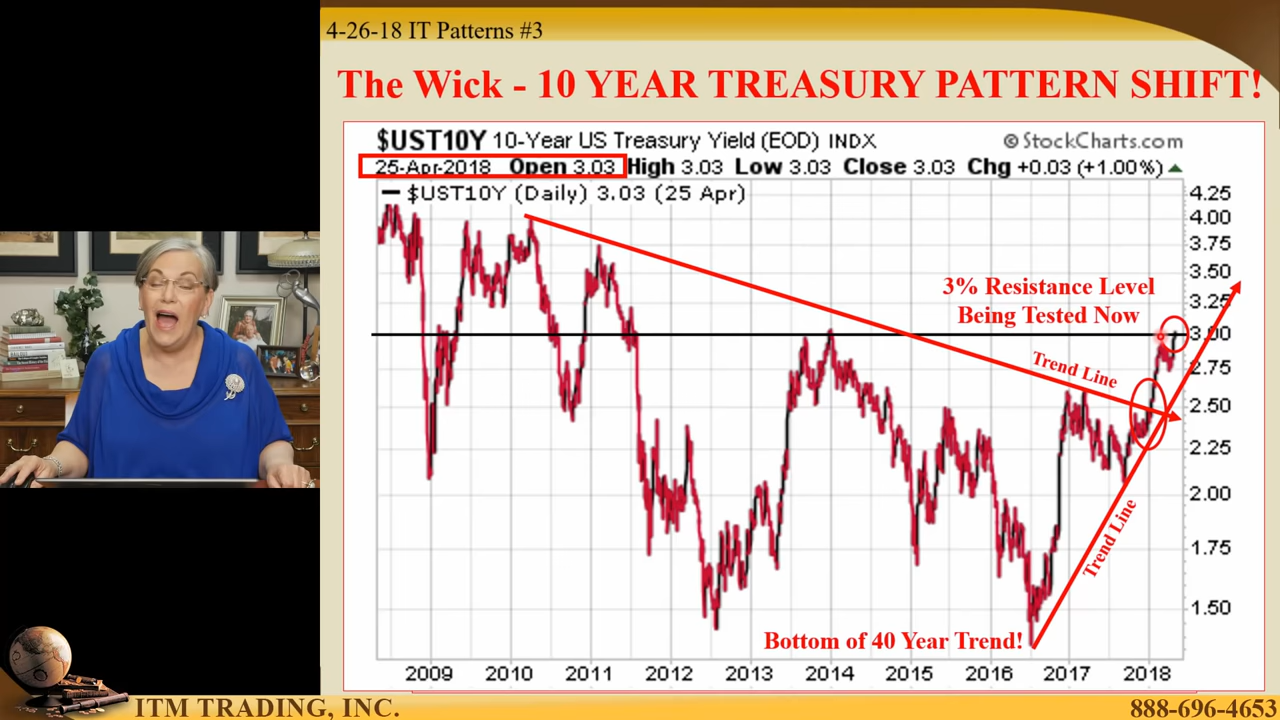 4-26-18 IT Patterns #3
The Wick - 10 YEAR TREASURY PATTERN SHIFT!
$UST10Y 10-Year US Treasury Yield (EOD) INDX
© StockCharts.com
25-Apr-2018 Open 3.03 High 3.03 Low 3.03 Close 3.03 Chg +0.03 (+1.00%)
$UST10Y (Daily) 3.03 (25 Apr)
4.25
4.00
3.75
3.50
3.25
3.00
2.75
2.50
2.25
2.00
1.75
1.50
3% Resistance Level
Being Tested Now
Trend Line
Trend Line
Bottom of 40 Year Trend!
2009 2010 2011 2012 2013 2014 2015 2016 2017 2018
ITM TRADING, INC.
888-696-4653